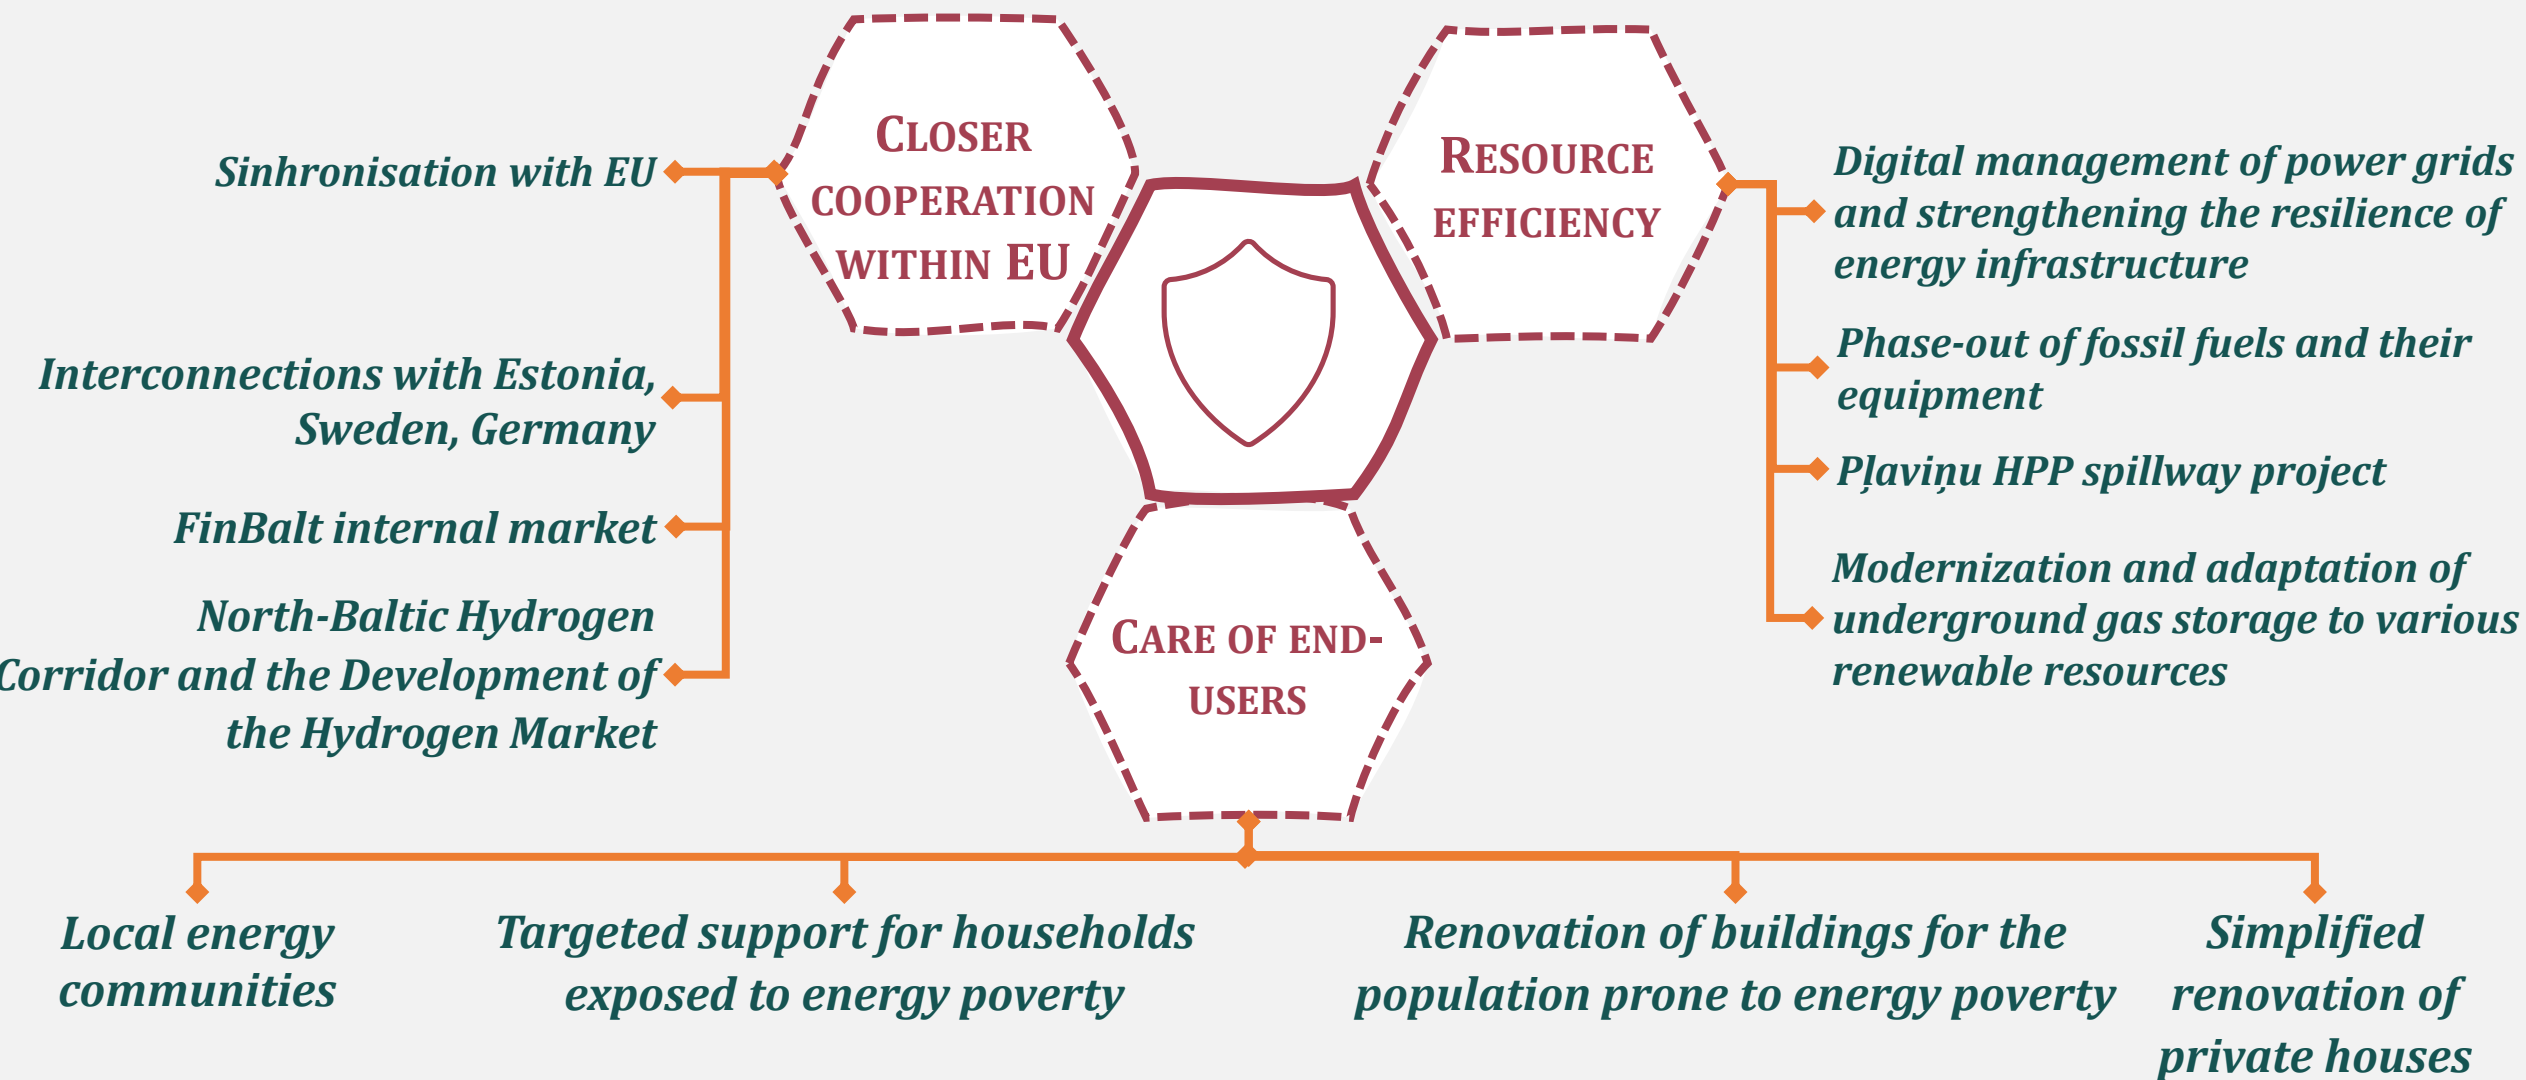 CLOSER
COOPERATION
WITHIN EU
Sinhronisation with EU
Interconnections with Estonia,
Sweden, Germany
FinBalt internal market
North-Baltic Hydrogen
Corridor and the Development of
the Hydrogen Market
RESOURCE
EFFICIENCY
Digital management of power grids
and strengthening the resilience of
energy infrastructure
Phase-out of fossil fuels and their
equipment
Pļaviņu HPP spillway project
Modernization and adaptation of
underground gas storage to various
renewable resources
CARE OF END-
USERS
Local energy
communities
Targeted support for households
exposed to energy poverty
Renovation of buildings for the
population prone to energy poverty
Simplified
renovation of
private houses